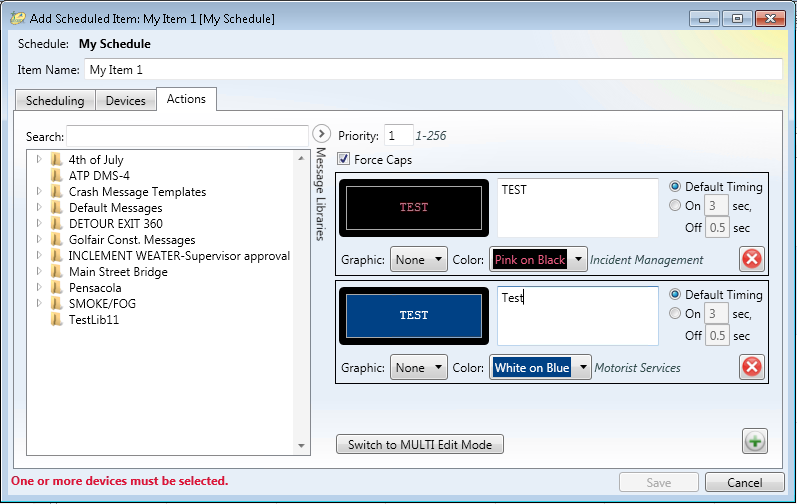 Add Scheduled Item: My Item 1 [My Schedule]
Schedule: My Schedule
Item Name: My Item 1
Scheduling Devices Actions
Search:
4th of July
ATP DMS-4
Crash Message Templates
Default Messages
DETOUR EXIT 360
Golfair Const. Messages
INCLEMENT WEATER-Supervisor approval
Main Street Bridge
Pensacola
SMOKE/FOG
TestLib11
Message Libraries
Priority: 1 1-256
Force Caps
TEST
TEST
Default Timing
On 3 sec,
Off 0.5 sec
Graphic: None Color: Pink on Black Incident Management
TEST
Test
Default Timing
On 3 sec,
Off 0.5 sec
Graphic: None Color: White on Blue Motorist Services
Switch to MULTI Edit Mode
One or more devices must be selected.
Save Cancel